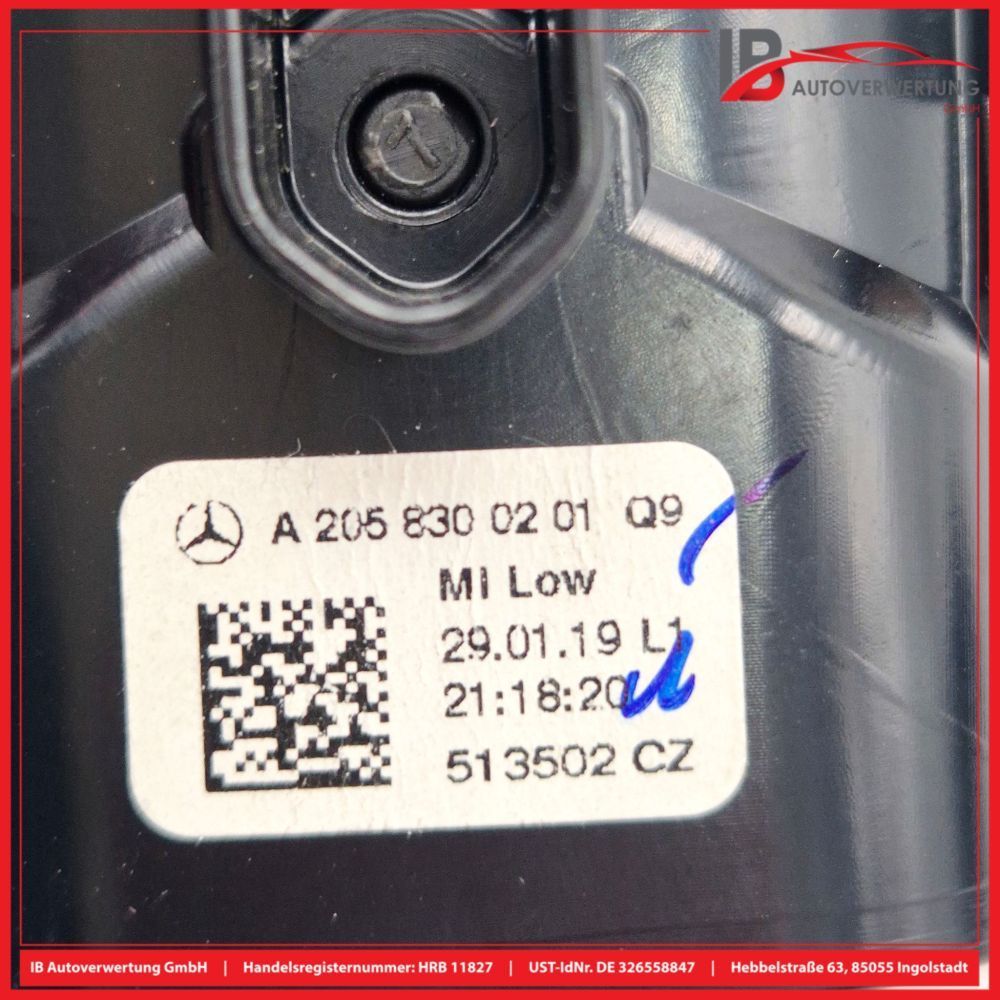 IB
AUTOVERWERTUNG
GmbH
A 205 830 02 01 Q9
MI Low
29.01.19 L1
21:18:20
513502 CZ
IB Autoverwertung GmbH | Handelsregisternummer: HRB 11827 | UST-IdNr. DE 326558847 | Hebbelstraße 63, 85055 Ingolstadt